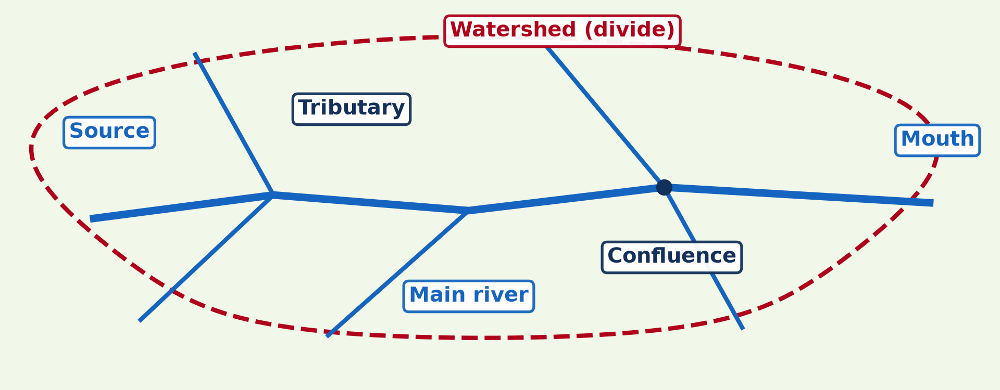 Watershed (divide)
Tributary
Source
Mouth
Confluence
Main river